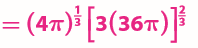 = (4π)^{1/3} [3(36π)]^{2/3}